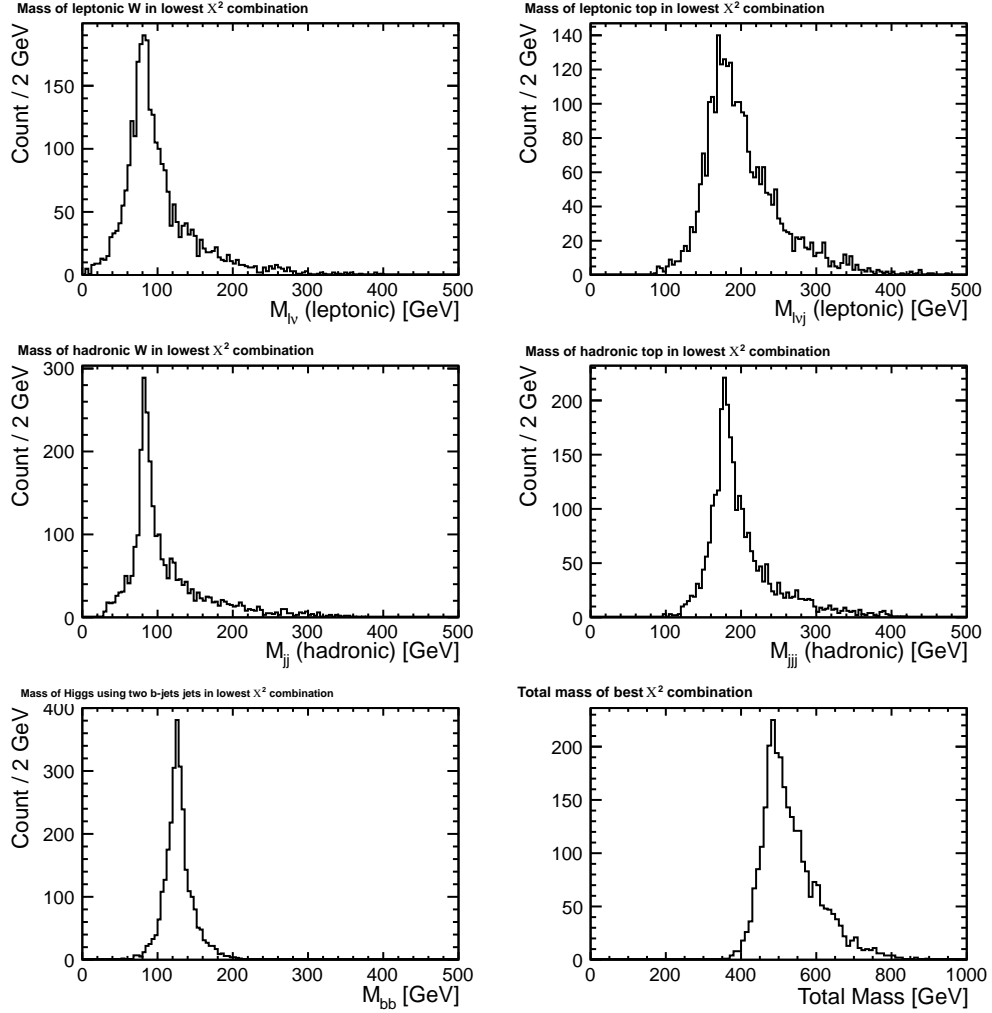 Mass of leptonic W in lowest Χ² combination
Count / 2 GeV
150
100
50
0
0 100 200 300 400 500
M_lν (leptonic) [GeV]
Mass of leptonic top in lowest Χ² combination
Count / 2 GeV
140
120
100
80
60
40
20
0
0 100 200 300 400 500
M_lνj (leptonic) [GeV]
Mass of hadronic W in lowest Χ² combination
Count / 2 GeV
300
200
100
0
0 100 200 300 400 500
M_jj (hadronic) [GeV]
Mass of hadronic top in lowest Χ² combination
Count / 2 GeV
200
150
100
50
0
0 100 200 300 400 500
M_jjj (hadronic) [GeV]
Mass of Higgs using two b-jets jets in lowest Χ² combination
Count / 2 GeV
400
300
200
100
0
0 100 200 300 400 500
M_bb [GeV]
Total mass of best Χ² combination
200
150
100
50
0
0 200 400 600 800 1000
Total Mass [GeV]